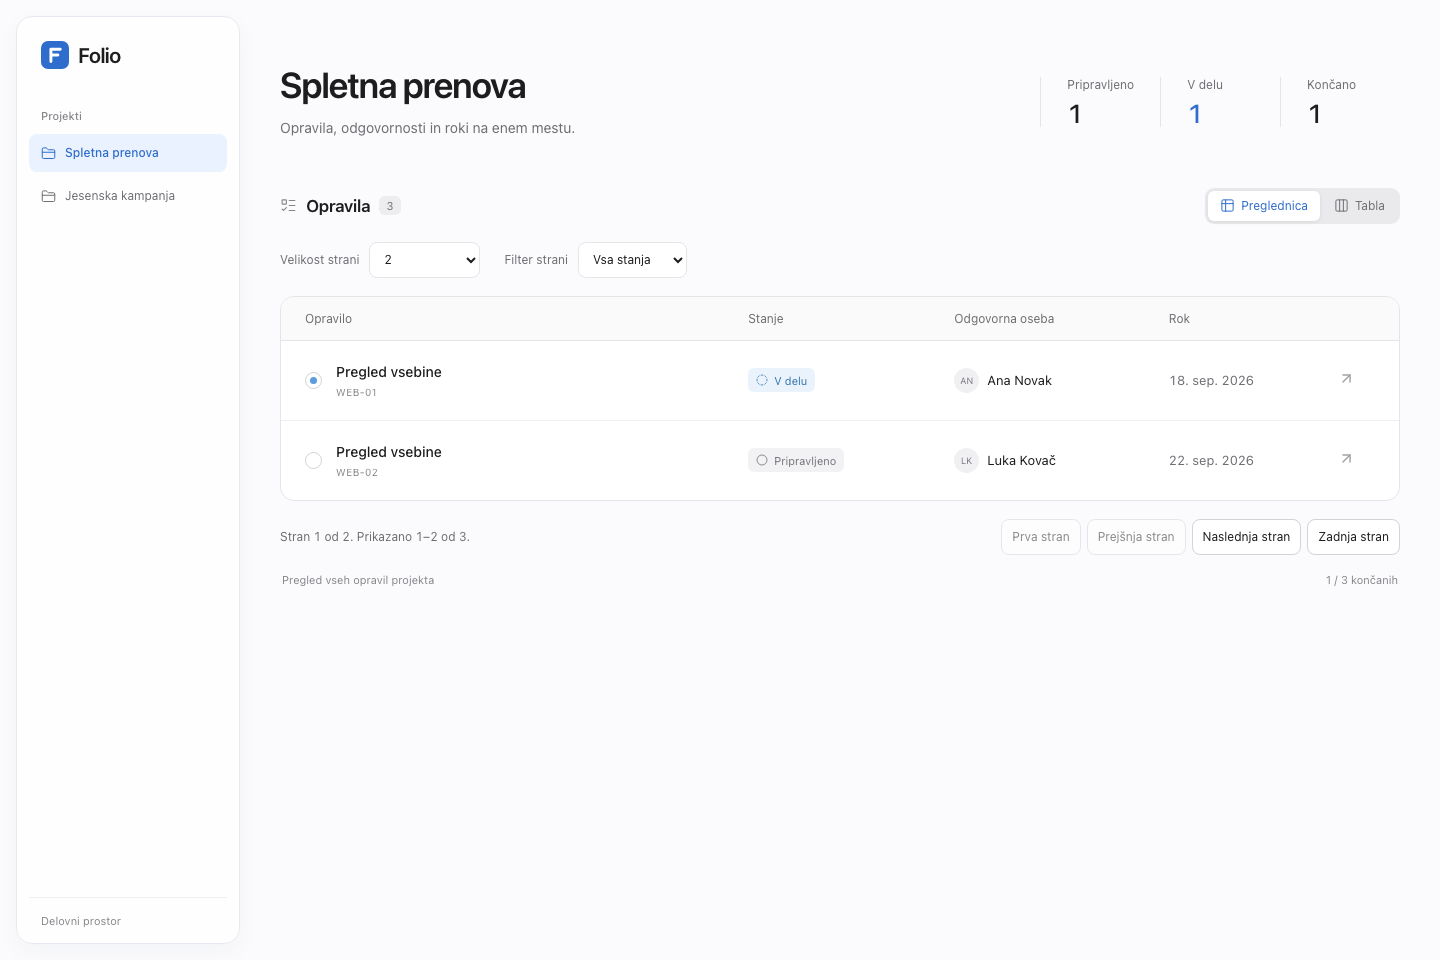 Folio
Projekti
Spletna prenova
Jesenska kampanja
Delovni prostor
Spletna prenova
Opravila, odgovornosti in roki na enem mestu.
Pripravljeno
1
V delu
1
Končano
1
Opravila 3
Preglednica
Tabla
Velikost strani 2 Filter strani Vsa stanja
Opravilo Stanje Odgovorna oseba Rok
Pregled vsebine
WEB-01
V delu
AN Ana Novak
18. sep. 2026
Pregled vsebine
WEB-02
Pripravljeno
LK Luka Kovač
22. sep. 2026
Stran 1 od 2. Prikazano 1–2 od 3.
Prva stran Prejšnja stran Naslednja stran Zadnja stran
Pregled vseh opravil projekta
1 / 3 končanih